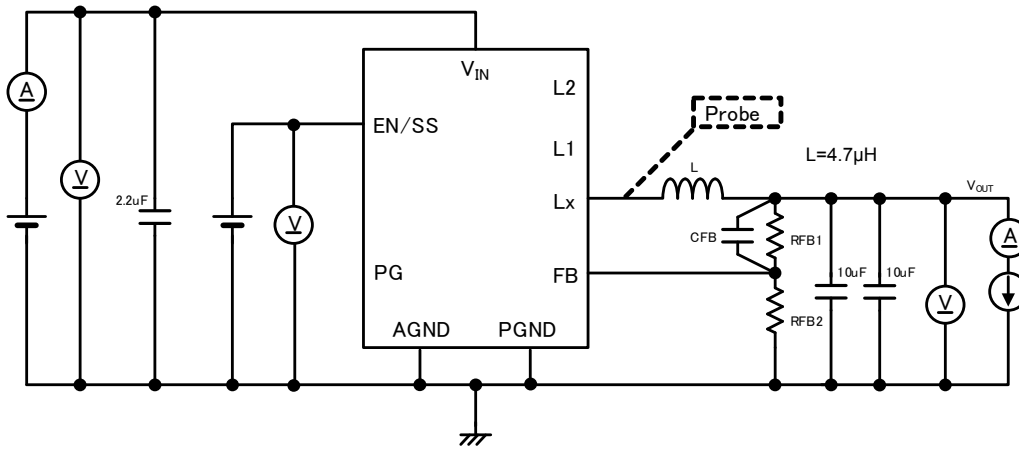 V_IN
L2
A
Probe
EN/SS
L1
L=4.7μH
V
L
V_OUT
2.2uF
Lx
V
CFB
RFB1
A
PG
FB
10uF
10uF
V
RFB2
AGND
PGND